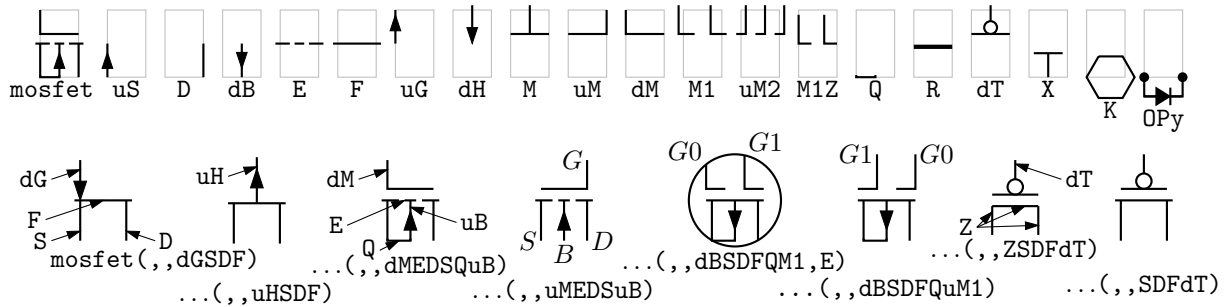 mosfet uS D dB E F uG dH M uM dM M1 uM2 M1Z Q R dT X K OPy
dG F S D
mosfet(,,dGSDF)
uH
...(,,uHSDF)
dM E Q uB
...(,,dMEDSQuB)
G S B D
...(,,uMEDSuB)
G0 G1
...(,,dBSDFQM1,E)
G1 G0
...(,,dBSDFQuM1)
dT Z
...(,,ZSDFdT)
...(,,SDFdT)